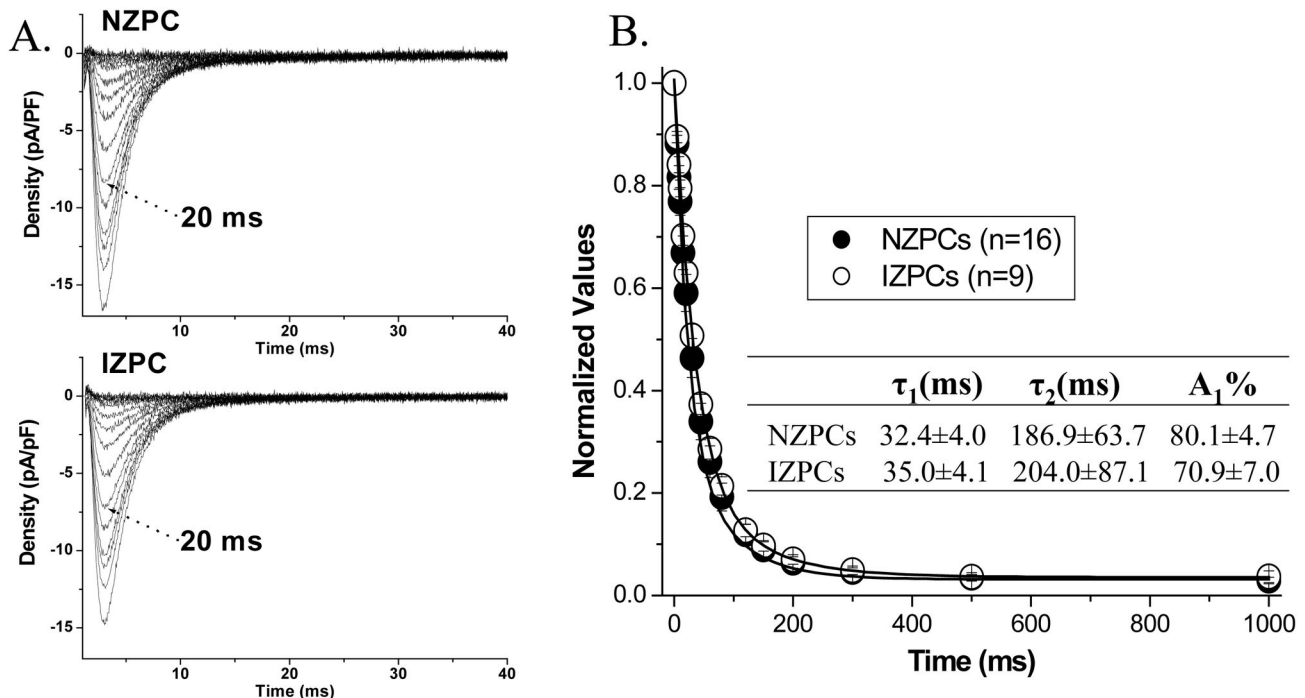 A.
NZPC
0
-5
-10
-15
Density (pA/PF)
20 ms
10 20 30 40
Time (ms)
IZPC
0
-5
-10
-15
Density (pA/pF)
20 ms
10 20 30 40
Time (ms)
B.
1.0
0.8
0.6
0.4
0.2
0.0
Normalized Values
NZPCs (n=16)
IZPCs (n=9)
τ1(ms) τ2(ms) A1%
NZPCs 32.4±4.0 186.9±63.7 80.1±4.7
IZPCs 35.0±4.1 204.0±87.1 70.9±7.0
0 200 400 600 800 1000
Time (ms)